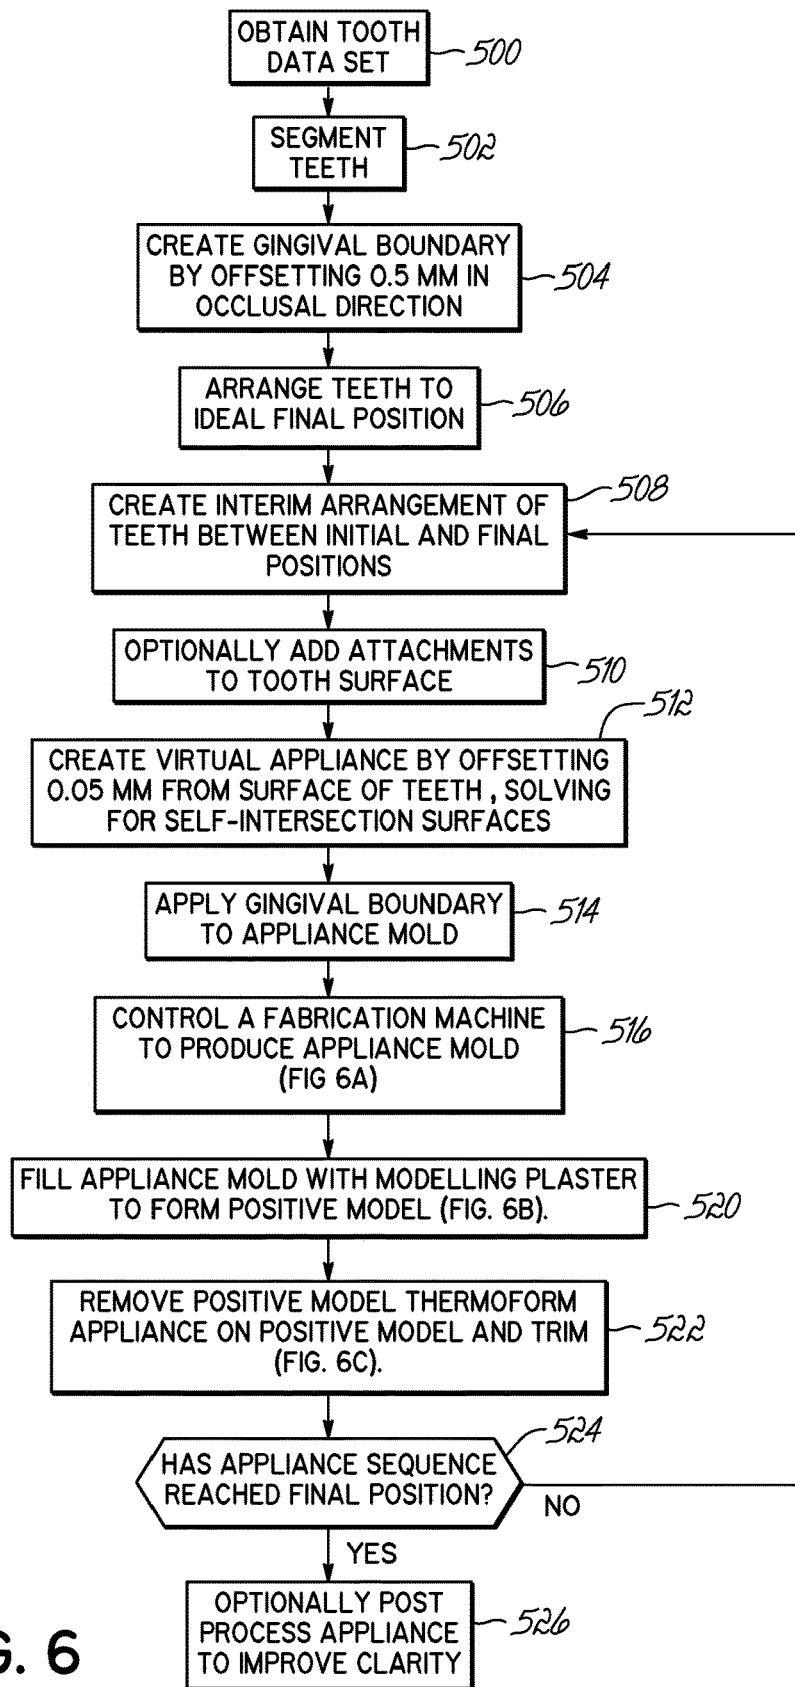 OBTAIN TOOTH
DATA SET
500
SEGMENT
TEETH
502
CREATE GINGIVAL BOUNDARY
BY OFFSETTING 0.5 MM IN
OCCLUSAL DIRECTION
504
ARRANGE TEETH TO
IDEAL FINAL POSITION
506
CREATE INTERIM ARRANGEMENT OF
TEETH BETWEEN INITIAL AND FINAL
POSITIONS
508
OPTIONALLY ADD ATTACHMENTS
TO TOOTH SURFACE
510
512
CREATE VIRTUAL APPLIANCE BY OFFSETTING
0.05 MM FROM SURFACE OF TEETH , SOLVING
FOR SELF-INTERSECTION SURFACES
APPLY GINGIVAL BOUNDARY
TO APPLIANCE MOLD
514
CONTROL A FABRICATION MACHINE
TO PRODUCE APPLIANCE MOLD
(FIG 6A)
516
FILL APPLIANCE MOLD WITH MODELLING PLASTER
TO FORM POSITIVE MODEL (FIG. 6B).
520
REMOVE POSITIVE MODEL THERMOFORM
APPLIANCE ON POSITIVE MODEL AND TRIM
(FIG. 6C).
522
524
HAS APPLIANCE SEQUENCE
REACHED FINAL POSITION?
NO
YES
OPTIONALLY POST
PROCESS APPLIANCE
TO IMPROVE CLARITY
526
G. 6